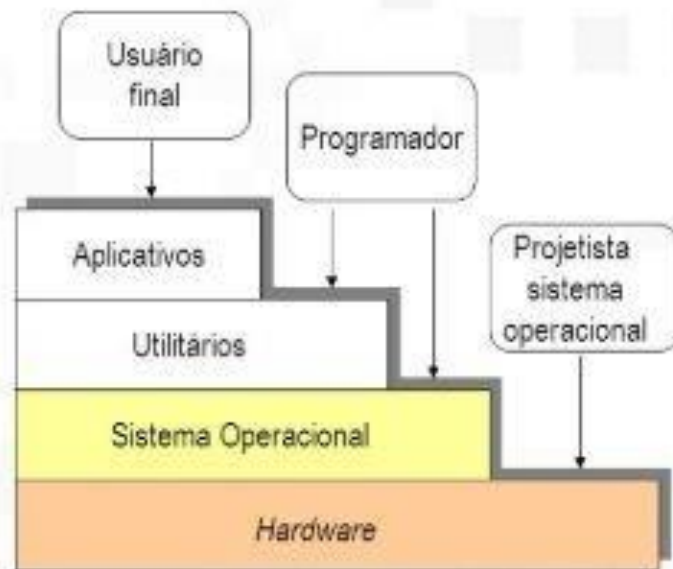 Usuário
final
Programador
Projetista
sistema
operacional
Aplicativos
Utilitários
Sistema Operacional
Hardware